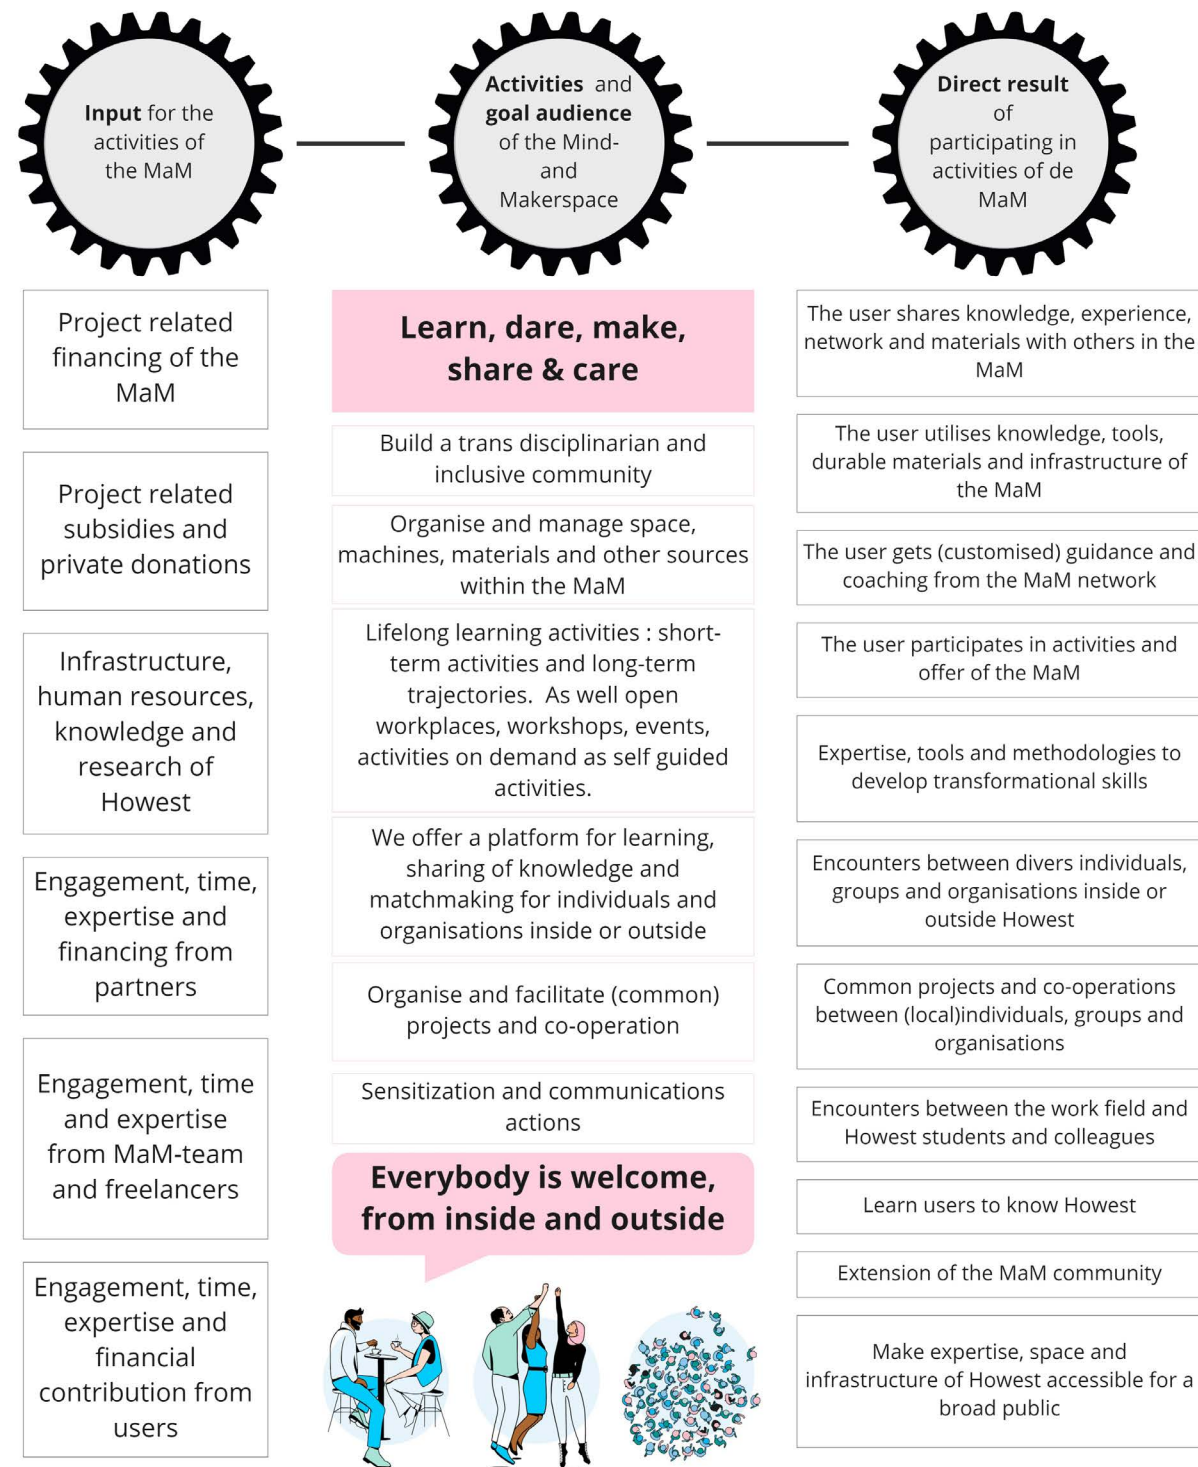 Input for the
activities of
the MaM
Activities and
goal audience
of the Mind-
and
Makerspace
Direct result
of
participating in
activities of de
MaM
Project related
financing of the
MaM
Project related
subsidies and
private donations
Infrastructure,
human resources,
knowledge and
research of
Howest
Engagement, time,
expertise and
financing from
partners
Engagement, time
and expertise
from MaM-team
and freelancers
Engagement, time,
expertise and
financial
contribution from
users
Learn, dare, make,
share & care
Build a trans disciplinarian and
inclusive community
Organise and manage space,
machines, materials and other sources
within the MaM
Lifelong learning activities : short-
term activities and long-term
trajectories. As well open
workplaces, workshops, events,
activities on demand as self guided
activities.
We offer a platform for learning,
sharing of knowledge and
matchmaking for individuals and
organisations inside or outside
Organise and facilitate (common)
projects and co-operation
Sensitization and communications
actions
Everybody is welcome,
from inside and outside
The user shares knowledge, experience,
network and materials with others in the
MaM
The user utilises knowledge, tools,
durable materials and infrastructure of
the MaM
The user gets (customised) guidance and
coaching from the MaM network
The user participates in activities and
offer of the MaM
Expertise, tools and methodologies to
develop transformational skills
Encounters between divers individuals,
groups and organisations inside or
outside Howest
Common projects and co-operations
between (local)individuals, groups and
organisations
Encounters between the work field and
Howest students and colleagues
Learn users to know Howest
Extension of the MaM community
Make expertise, space and
infrastructure of Howest accessible for a
broad public